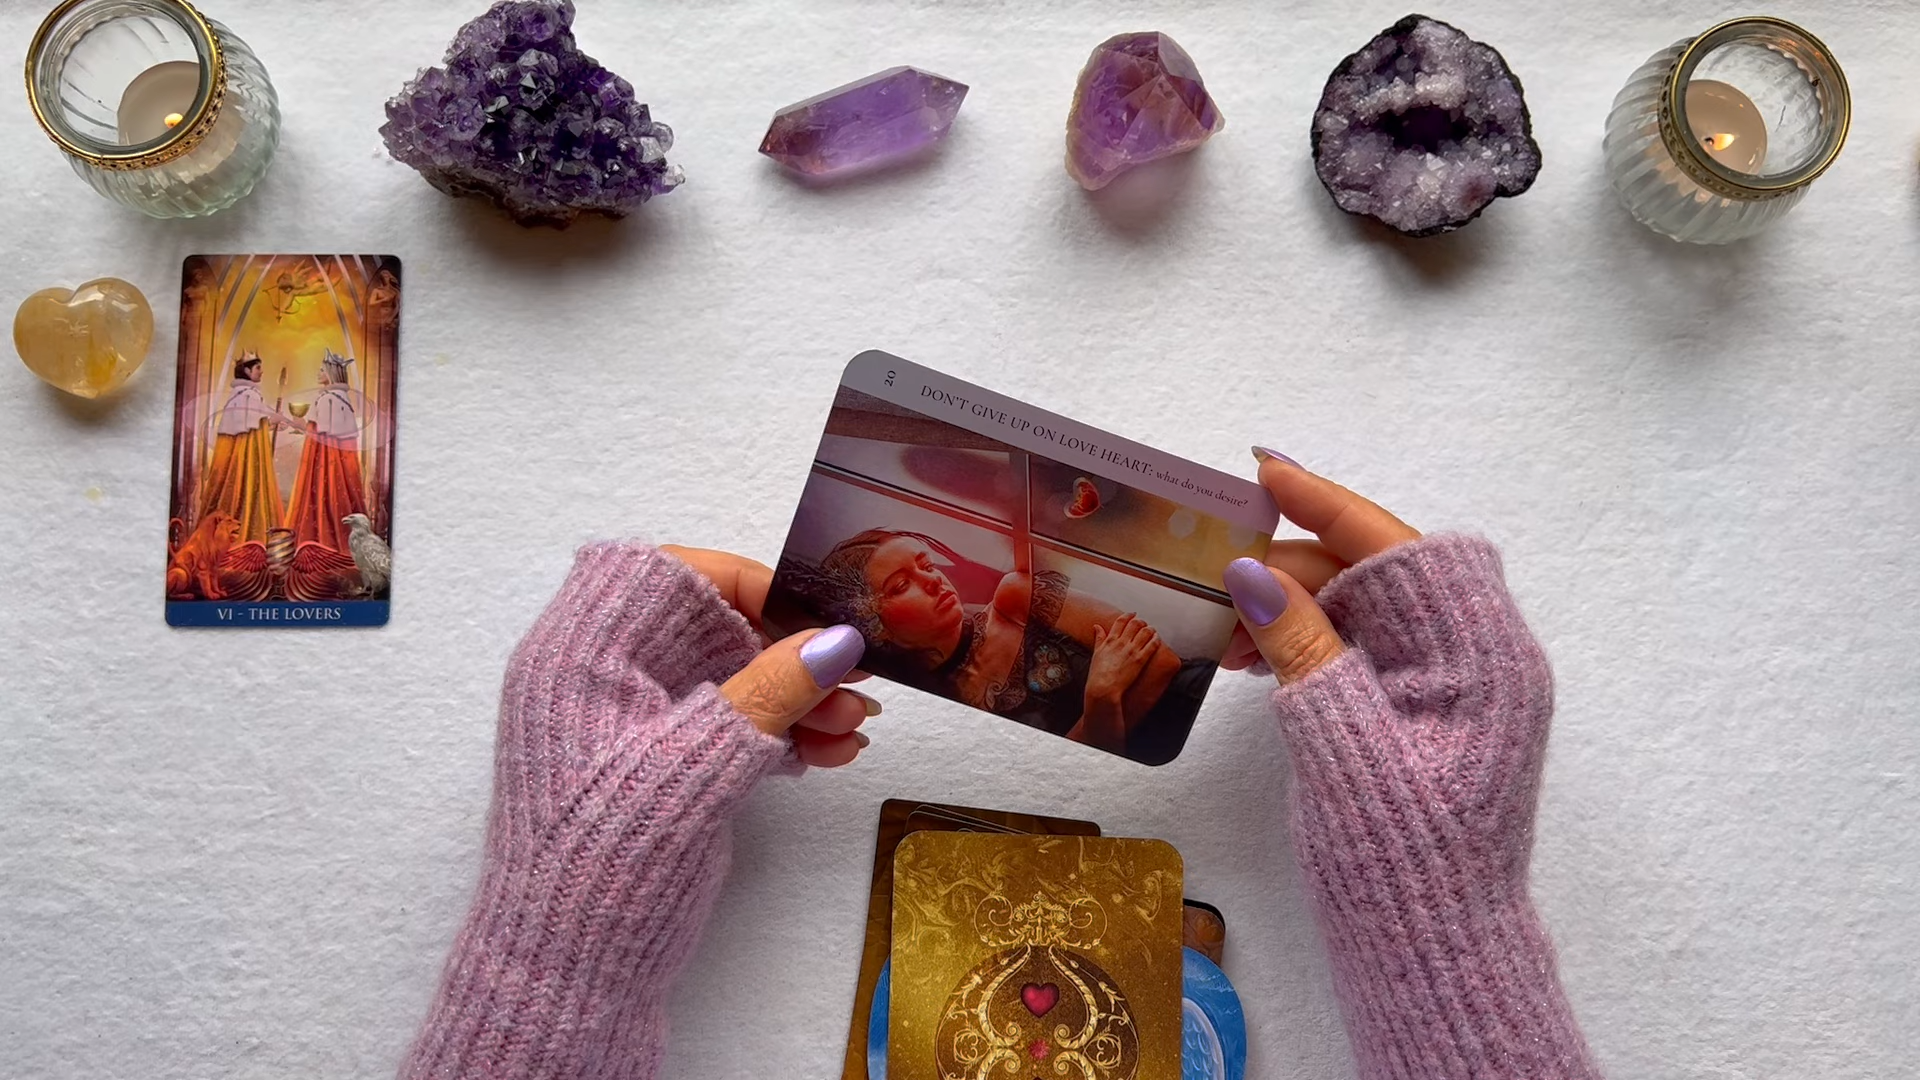 20
DON'T GIVE UP ON LOVE HEART: what do you desire?
VI - THE LOVERS